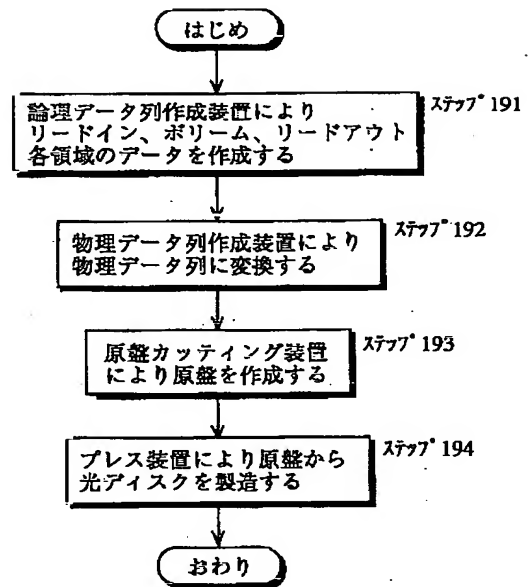 はじめ
論理データ列作成装置により
リードイン、ボリーム、リードアウト
各領域のデータを作成する
ステップ191
物理データ列作成装置により
物理データ列に変換する
ステップ192
原盤カッティング装置
により原盤を作成する
ステップ193
プレス装置により原盤から
光ディスクを製造する
ステップ194
おわり